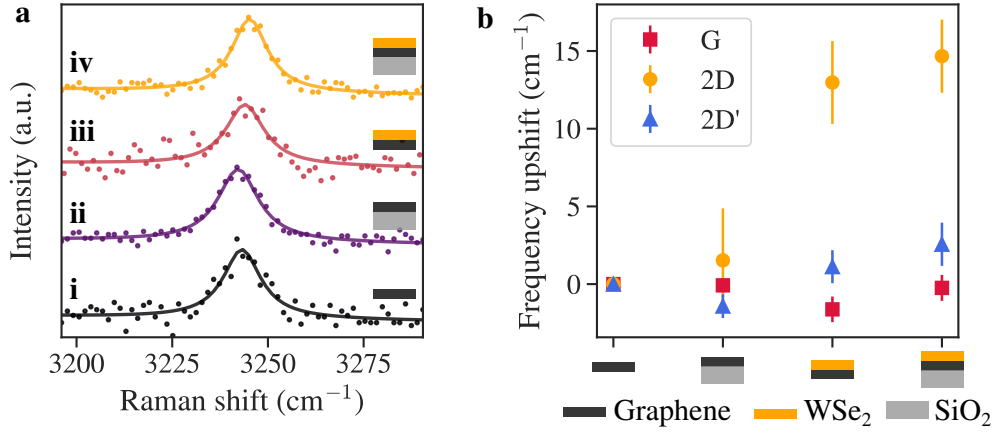 a
iv
iii
ii
i
Intensity (a.u.)
3200 3225 3250 3275
Raman shift (cm⁻¹)
b
G
2D
2D'
15
10
5
0
Frequency upshift (cm⁻¹)
Graphene WSe₂ SiO₂